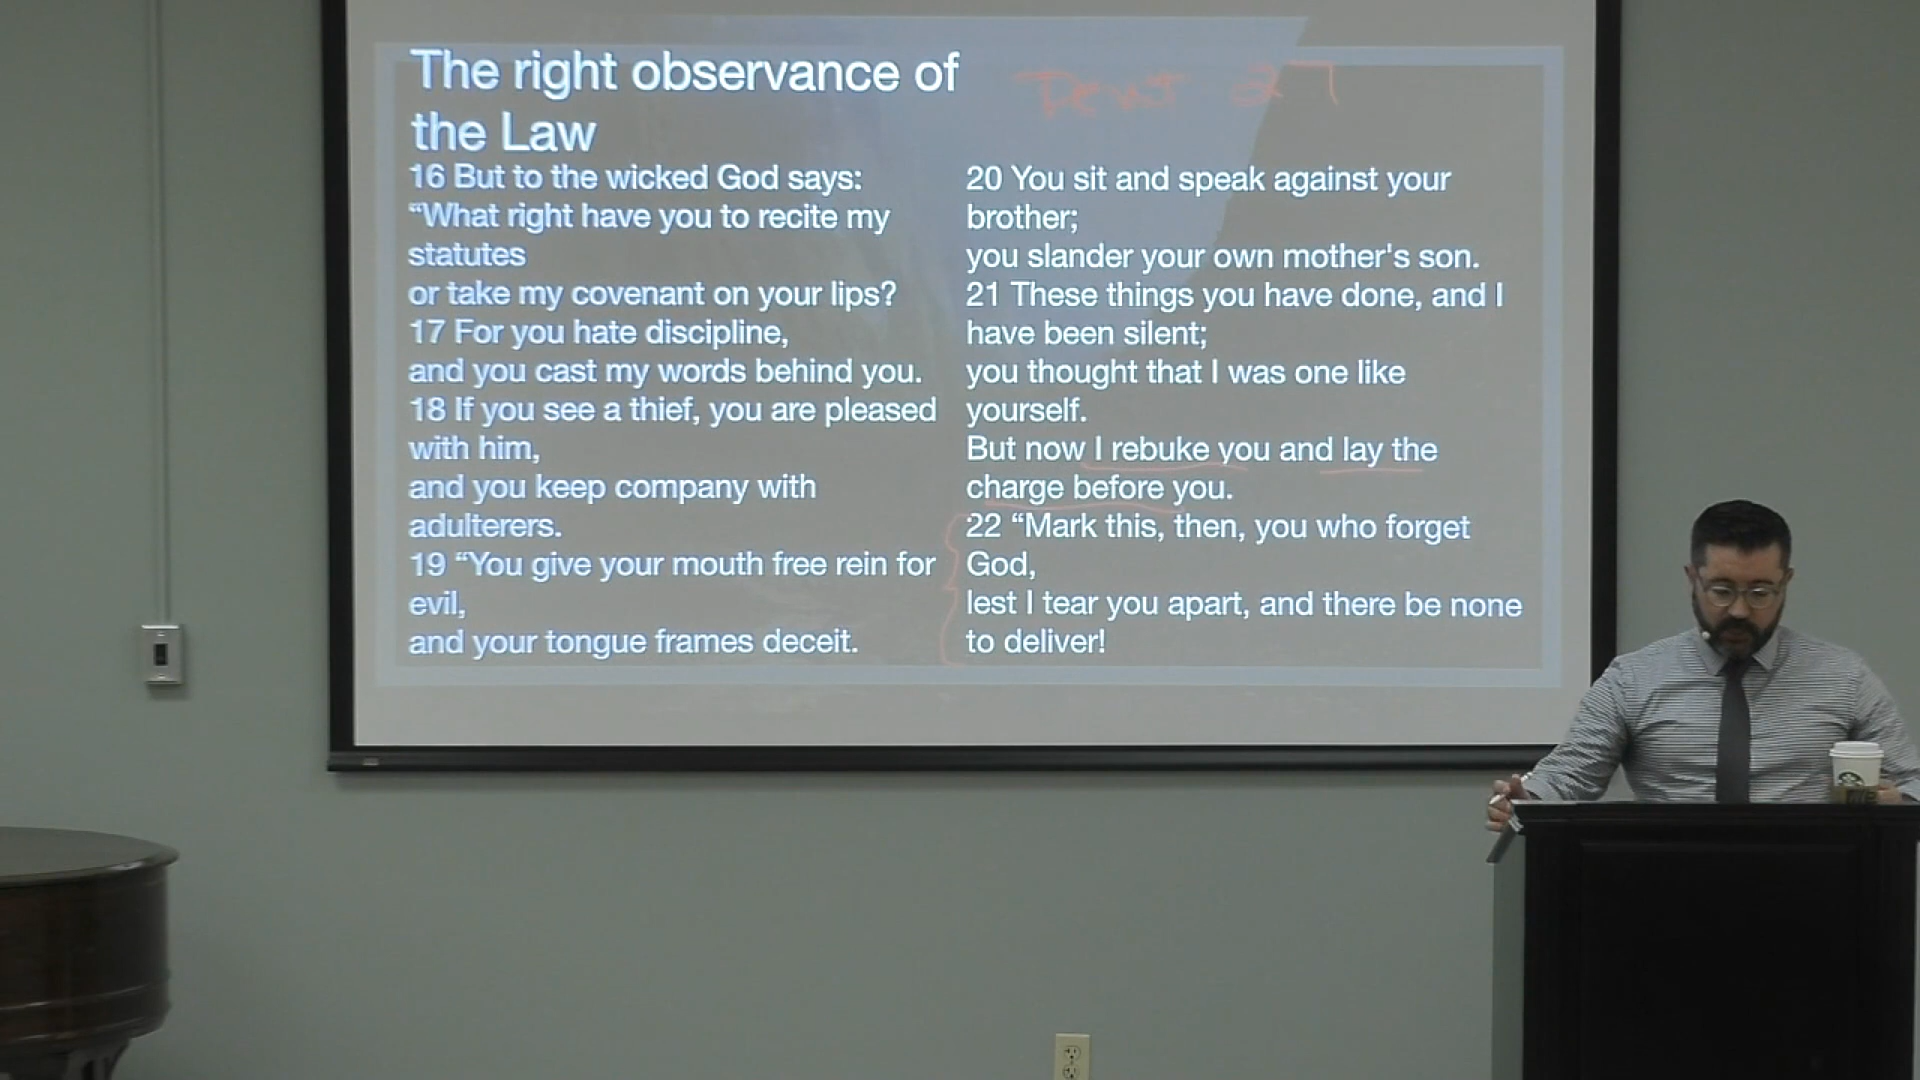 The right observance of
the Law
Deut 27
16 But to the wicked God says:
“What right have you to recite my
statutes
or take my covenant on your lips?
17 For you hate discipline,
and you cast my words behind you.
18 If you see a thief, you are pleased
with him,
and you keep company with
adulterers.
19 “You give your mouth free rein for
evil,
and your tongue frames deceit.
20 You sit and speak against your
brother;
you slander your own mother's son.
21 These things you have done, and I
have been silent;
you thought that I was one like
yourself.
But now I rebuke you and lay the
charge before you.
22 “Mark this, then, you who forget
God,
lest I tear you apart, and there be none
to deliver!